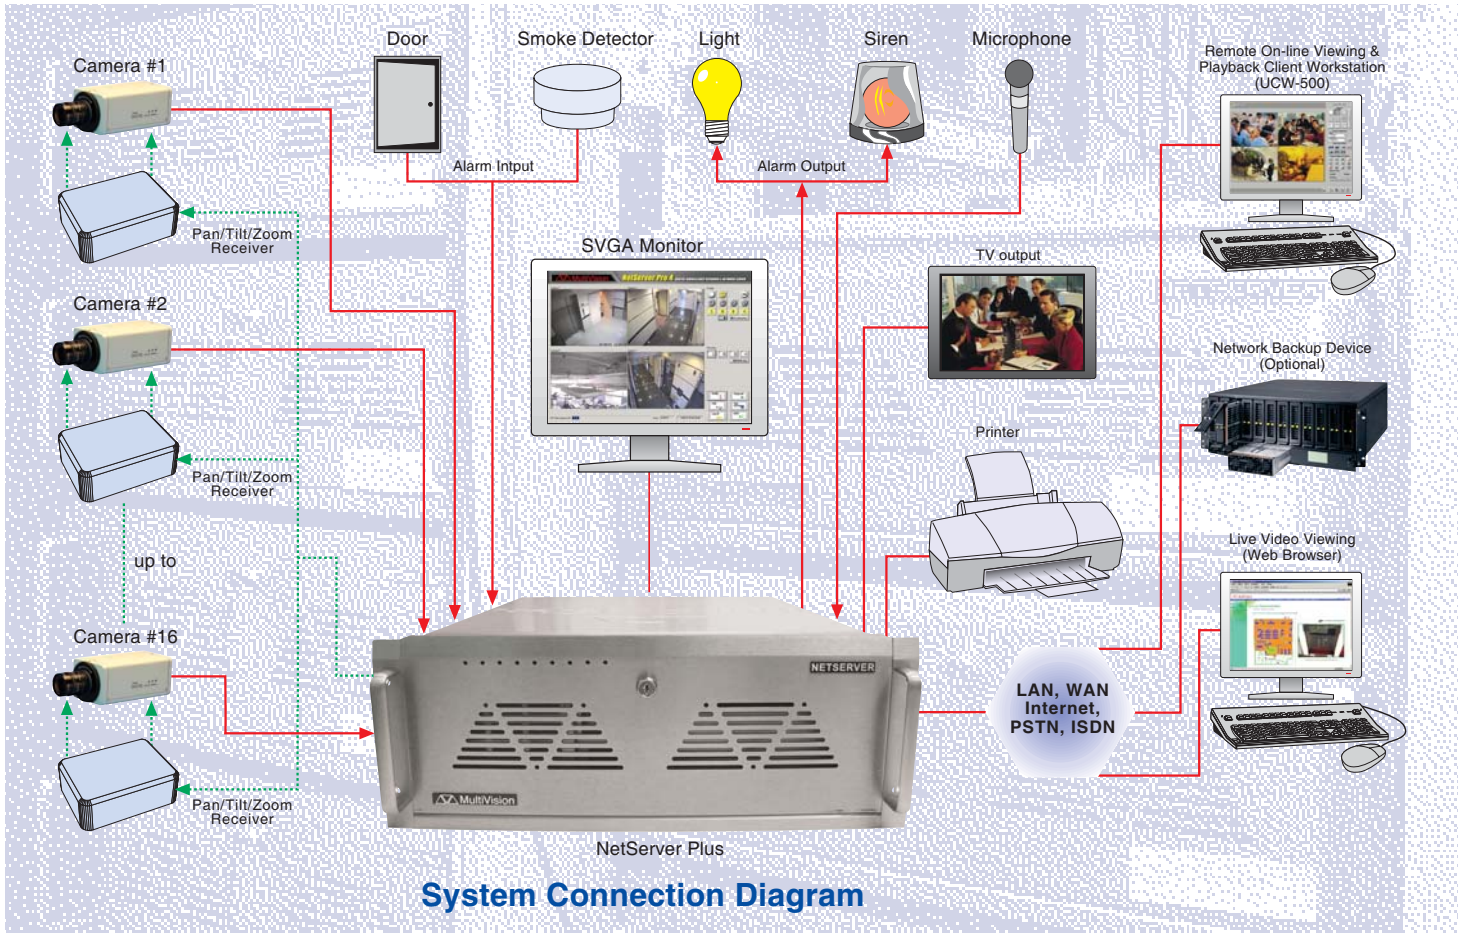 Door
Smoke Detector
Light
Siren
Microphone
Remote On-line Viewing &
Playback Client Workstation
(UCW-500)
Camera #1
Alarm Intput
Alarm Output
Pan/Tilt/Zoom
Receiver
SVGA Monitor
TV output
NetServer Pro 4
Camera #2
Network Backup Device
(Optional)
Printer
Pan/Tilt/Zoom
Receiver
up to
Live Video Viewing
(Web Browser)
Camera #16
NETSERVER
LAN, WAN
Internet,
PSTN, ISDN
MultiVision
Pan/Tilt/Zoom
Receiver
NetServer Plus
System Connection Diagram